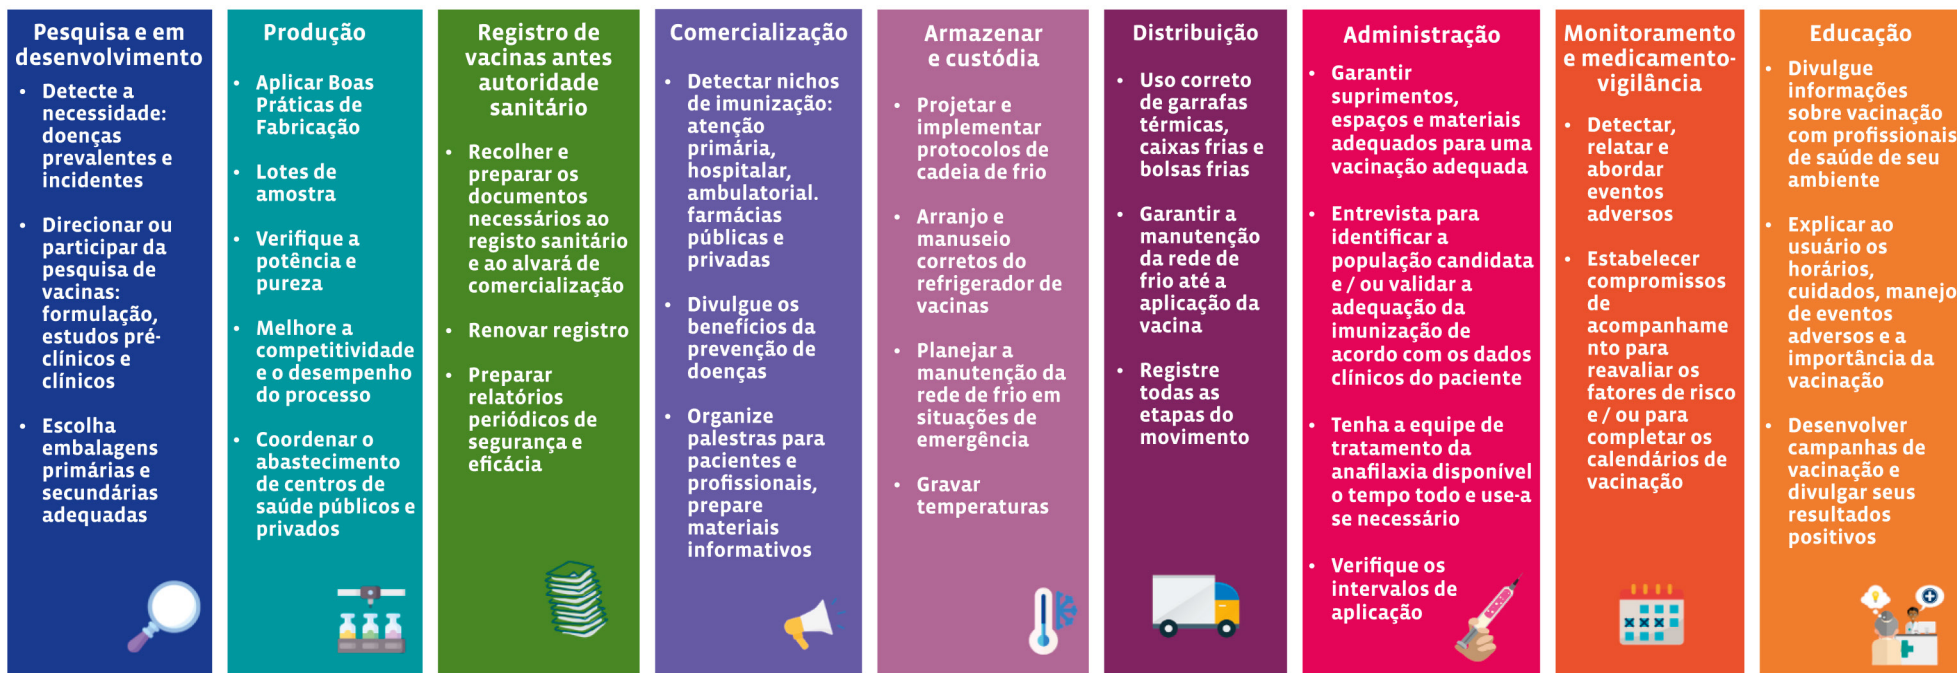 Pesquisa e em
desenvolvimento
• Detecte a
necessidade:
doenças
prevalentes e
incidentes
• Direcionar ou
participar da
pesquisa de
vacinas:
formulação,
estudos pré-
clínicos e
clínicos
• Escolha
embalagens
primárias e
secundárias
adequadas
Produção
• Aplicar Boas
Práticas de
Fabricação
• Lotes de
amostra
• Verifique a
potência e
pureza
• Melhore a
competitividade
e o desempenho
do processo
• Coordenar o
abastecimento
de centros de
saúde públicos e
privados
Registro de
vacinas antes
autoridade
sanitário
• Recolher e
preparar os
documentos
necessários ao
registo sanitário
e ao alvará de
comercialização
• Renovar registro
• Preparar
relatórios
periódicos de
segurança e
eficácia
Comercialização
• Detectar nichos
de imunização:
atenção
primária,
hospitalar,
ambulatorial.
farmácias
públicas e
privadas
• Divulgue os
benefícios da
prevenção de
doenças
• Organize
palestras para
pacientes e
profissionais,
prepare
materiais
informativos
Armazenar
e custódia
• Projetar e
implementar
protocolos de
cadeia de frio
• Arranjo e
manuseio
corretos do
refrigerador de
vacinas
• Planejar a
manutenção da
rede de frio em
situações de
emergência
• Gravar
temperaturas
Distribuição
• Uso correto
de garrafas
térmicas,
caixas frias e
bolsas frias
• Garantir a
manutenção
da rede de
frio até a
aplicação da
vacina
• Registre
todas as
etapas do
movimento
Administração
• Garantir
suprimentos,
espaços e materiais
adequados para uma
vacinação adequada
• Entrevista para
identificar a
população candidata
e / ou validar a
adequação da
imunização de
acordo com os dados
clínicos do paciente
• Tenha a equipe de
tratamento da
anafilaxia disponível
o tempo todo e use-a
se necessário
• Verifique os
intervalos de
aplicação
Monitoramento
e medicamento-
vigilância
• Detectar,
relatar e
abordar
eventos
adversos
• Estabelecer
compromissos
de
acompanhame
nto para
reavaliar os
fatores de risco
e / ou para
completar os
calendários de
vacinação
Educação
• Divulgue
informações
sobre vacinação
com profissionais
de saúde de seu
ambiente
• Explicar ao
usuário os
horários,
cuidados, manejo
de eventos
adversos e a
importância da
vacinação
• Desenvolver
campanhas de
vacinação e
divulgar seus
resultados
positivos